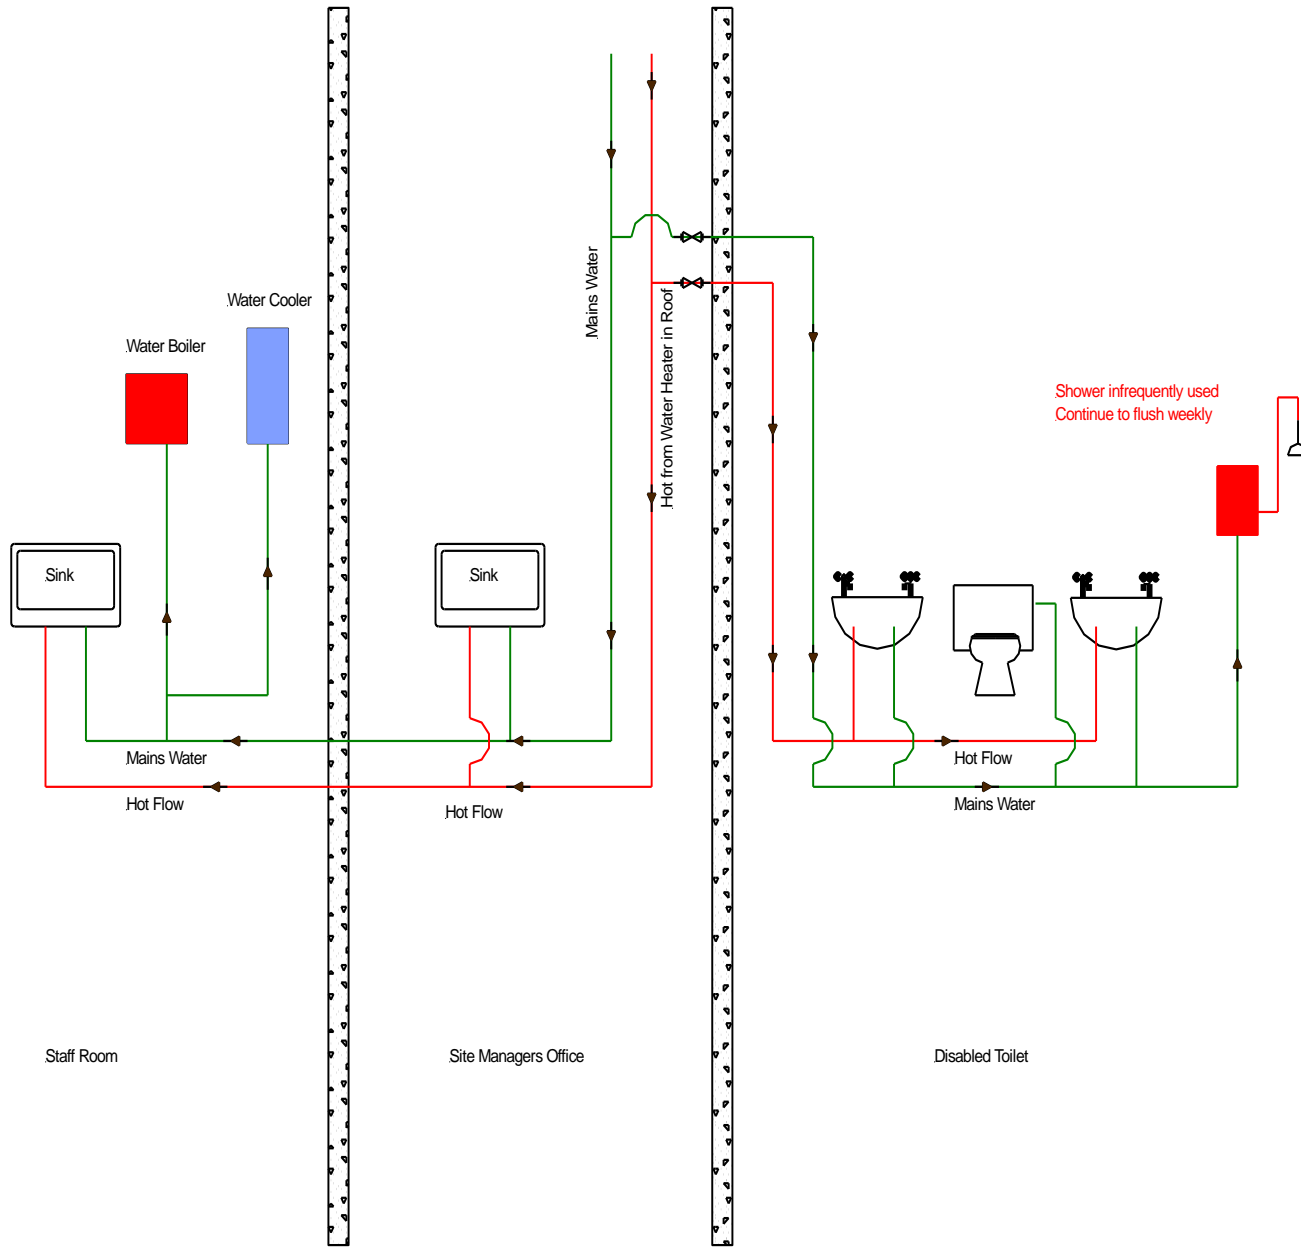 Water Cooler
Water Boiler
Mains Water
Hot from Water Heater in Roof
Shower infrequently used
Continue to flush weekly
Sink
Sink
Mains Water
Hot Flow
Hot Flow
Hot Flow
Mains Water
Staff Room
Site Managers Office
Disabled Toilet